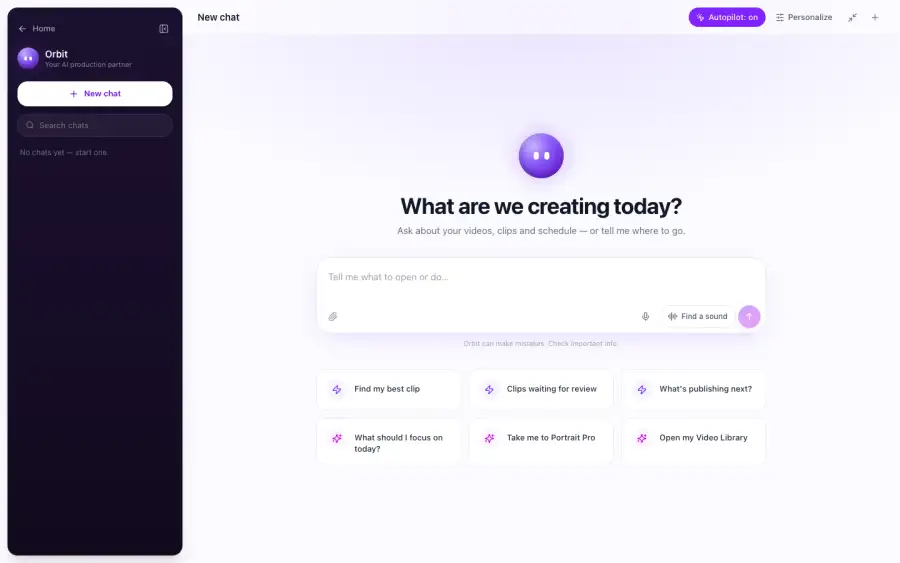 Home
Orbit
Your AI production partner
New chat
Search chats
No chats yet — start one.
New chat
Autopilot: on
Personalize
What are we creating today?
Ask about your videos, clips and schedule — or tell me where to go.
Tell me what to open or do...
Find a sound
Orbit can make mistakes. Check important info.
Find my best clip
Clips waiting for review
What's publishing next?
What should I focus on
today?
Take me to Portrait Pro
Open my Video Library